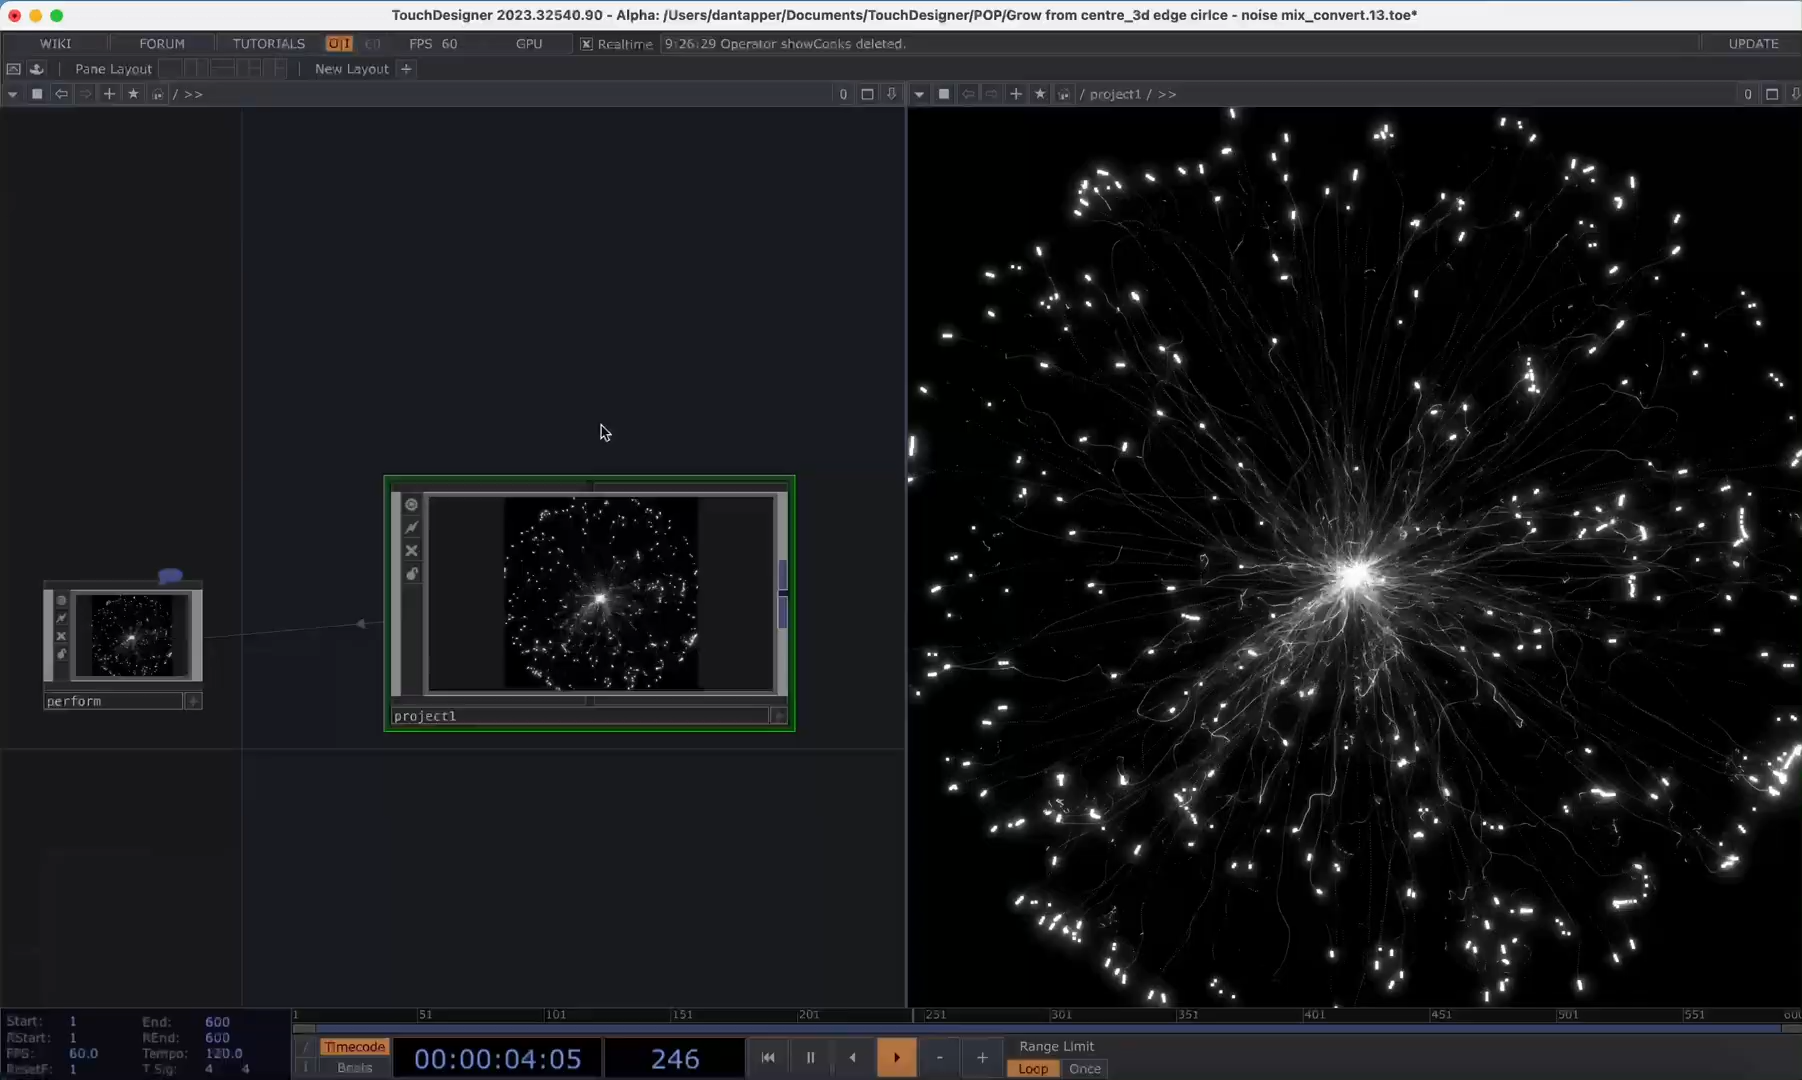 TouchDesigner 2023.32540.90 - Alpha: /Users/dantapper/Documents/TouchDesigner/POP/Grow from centre_3d edge cirlce - noise mix_convert.13.toe*
WIKI FORUM TUTORIALS O|I 60 FPS 60 GPU Realtime 9:26:29 Operator showCooks deleted. UPDATE
Pane Layout New Layout +
/ >> 0
/ project1 / >> 0
perform
project1
1 51 101 151 201 251 301 351 401 451 501 551 600
Start: 1 End: 600
RStart: 1 REnd: 600
FPS: 60.0 Tempo: 120.0
ResetF: 1 T Sig: 4 4
Timecode
Beats
00:00:04:05
246
- +
Range Limit
Loop Once